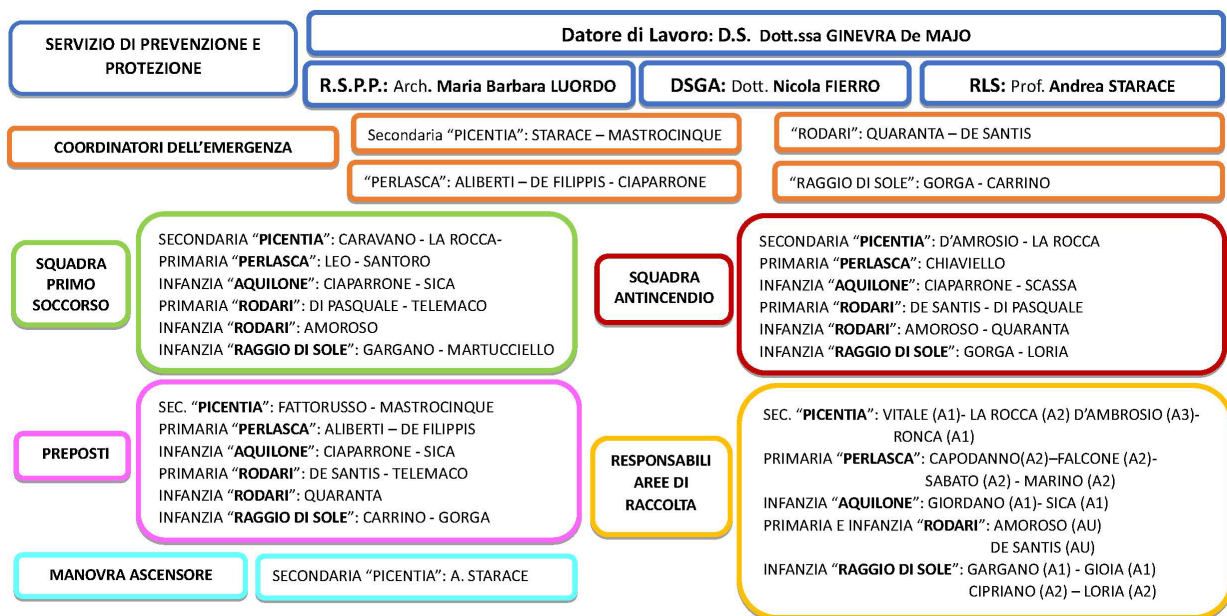 SERVIZIO DI PREVENZIONE E
PROTEZIONE
Datore di Lavoro: D.S. Dott.ssa GINEVRA De MAJO
R.S.P.P.: Arch. Maria Barbara LUORDO
DSGA: Dott. Nicola FIERRO
RLS: Prof. Andrea STARACE
COORDINATORI DELL’EMERGENZA
Secondaria “PICENTIA”: STARACE – MASTROCINQUE
“RODARI”: QUARANTA – DE SANTIS
“PERLASCA”: ALIBERTI – DE FILIPPIS - CIAPARRONE
“RAGGIO DI SOLE”: GORGA - CARRINO
SQUADRA
PRIMO
SOCCORSO
SECONDARIA “PICENTIA”: CARAVANO - LA ROCCA-
PRIMARIA “PERLASCA”: LEO - SANTORO
INFANZIA “AQUILONE”: CIAPARRONE - SICA
PRIMARIA “RODARI”: DI PASQUALE - TELEMACO
INFANZIA “RODARI”: AMOROSO
INFANZIA “RAGGIO DI SOLE”: GARGANO - MARTUCCIELLO
SQUADRA
ANTINCENDIO
SECONDARIA “PICENTIA”: D’AMROSIO - LA ROCCA
PRIMARIA “PERLASCA”: CHIAVIELLO
INFANZIA “AQUILONE”: CIAPARRONE - SCASSA
PRIMARIA “RODARI”: DE SANTIS - DI PASQUALE
INFANZIA “RODARI”: AMOROSO - QUARANTA
INFANZIA “RAGGIO DI SOLE”: GORGA - LORIA
PREPOSTI
SEC. “PICENTIA”: FATTORUSSO - MASTROCINQUE
PRIMARIA “PERLASCA”: ALIBERTI – DE FILIPPIS
INFANZIA “AQUILONE”: CIAPARRONE - SICA
PRIMARIA “RODARI”: DE SANTIS - TELEMACO
INFANZIA “RODARI”: QUARANTA
INFANZIA “RAGGIO DI SOLE”: CARRINO - GORGA
RESPONSABILI
AREE DI
RACCOLTA
SEC. “PICENTIA”: VITALE (A1)- LA ROCCA (A2) D’AMBROSIO (A3)-
RONCA (A1)
PRIMARIA “PERLASCA”: CAPODANNO(A2)–FALCONE (A2)-
SABATO (A2) - MARINO (A2)
INFANZIA “AQUILONE”: GIORDANO (A1)- SICA (A1)
PRIMARIA E INFANZIA “RODARI”: AMOROSO (AU)
DE SANTIS (AU)
INFANZIA “RAGGIO DI SOLE”: GARGANO (A1) - GIOIA (A1)
CIPRIANO (A2) – LORIA (A2)
MANOVRA ASCENSORE
SECONDARIA “PICENTIA”: A. STARACE